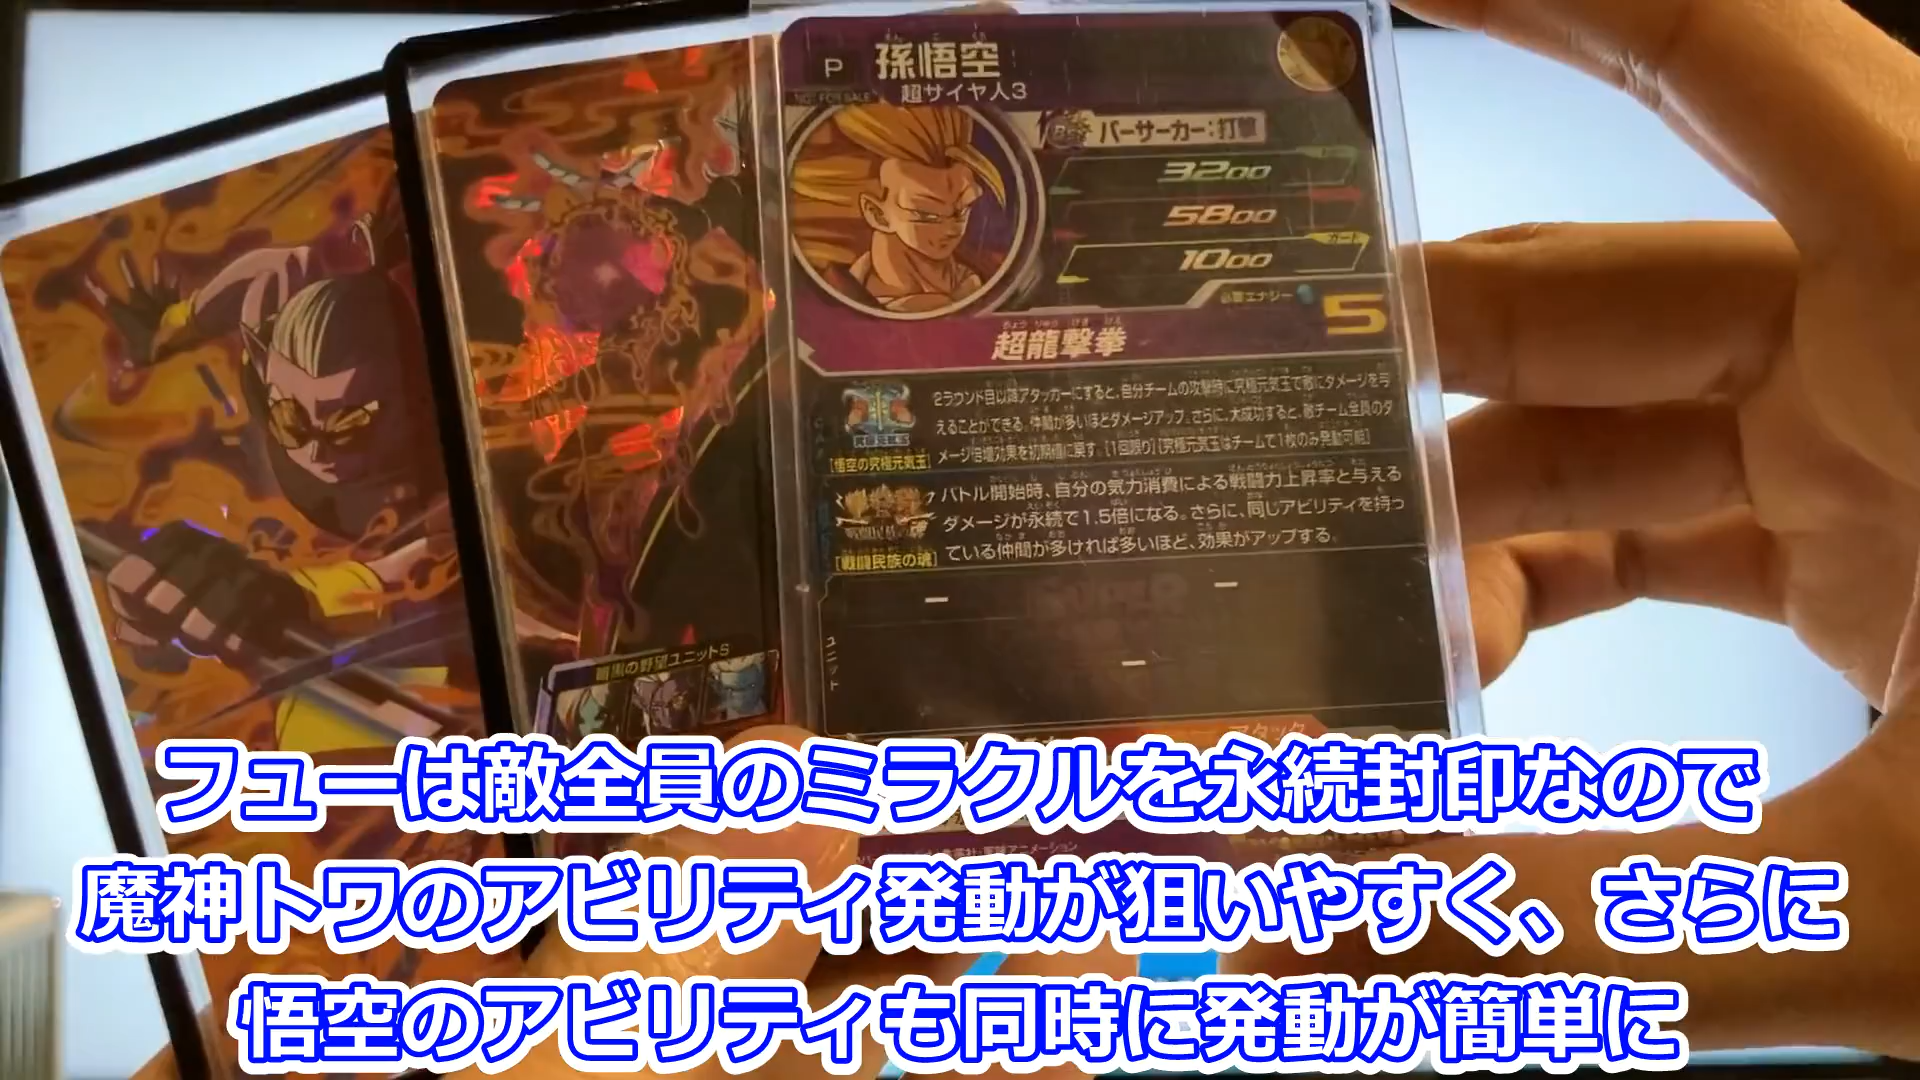 P
孫悟空
超サイヤ人3
NOT FOR SALE
バーサーカー:打撃
3200
5800
ガード
1000
必要エナジー
5
超龍撃拳
2ラウンド目以降アタッカーにすると、自分チームの攻撃時に究極元気玉で敵にダメージを与
えることができる。仲間が多いほどダメージアップ。さらに、大成功すると、敵チーム全員のダ
メージ倍増効果を初期値に戻す。[1回限り][究極元気玉はチームで1枚のみ発動可能]
究極元気玉
[悟空の究極元気玉]
バトル開始時、自分の気力消費による戦闘力上昇率と与える
ダメージが永続で1.5倍になる。さらに、同じアビリティを持っ
ている仲間が多ければ多いほど、効果がアップする。
[戦闘民族の魂]
ユニット
暗黒の野望ユニットS
フューは敵全員のミラクルを永続封印なので
魔神トワのアビリティ発動が狙いやすく、さらに
悟空のアビリティも同時に発動が簡単に